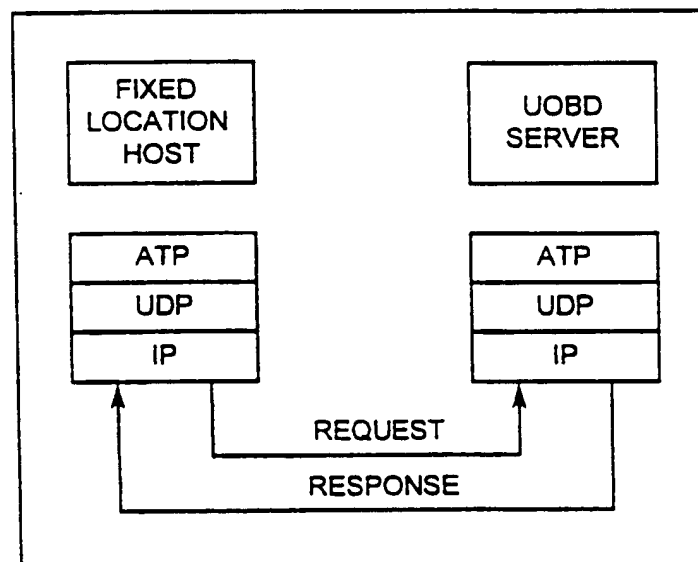 FIXED
LOCATION
HOST
UOBD
SERVER
ATP
UDP
IP
ATP
UDP
IP
REQUEST
RESPONSE